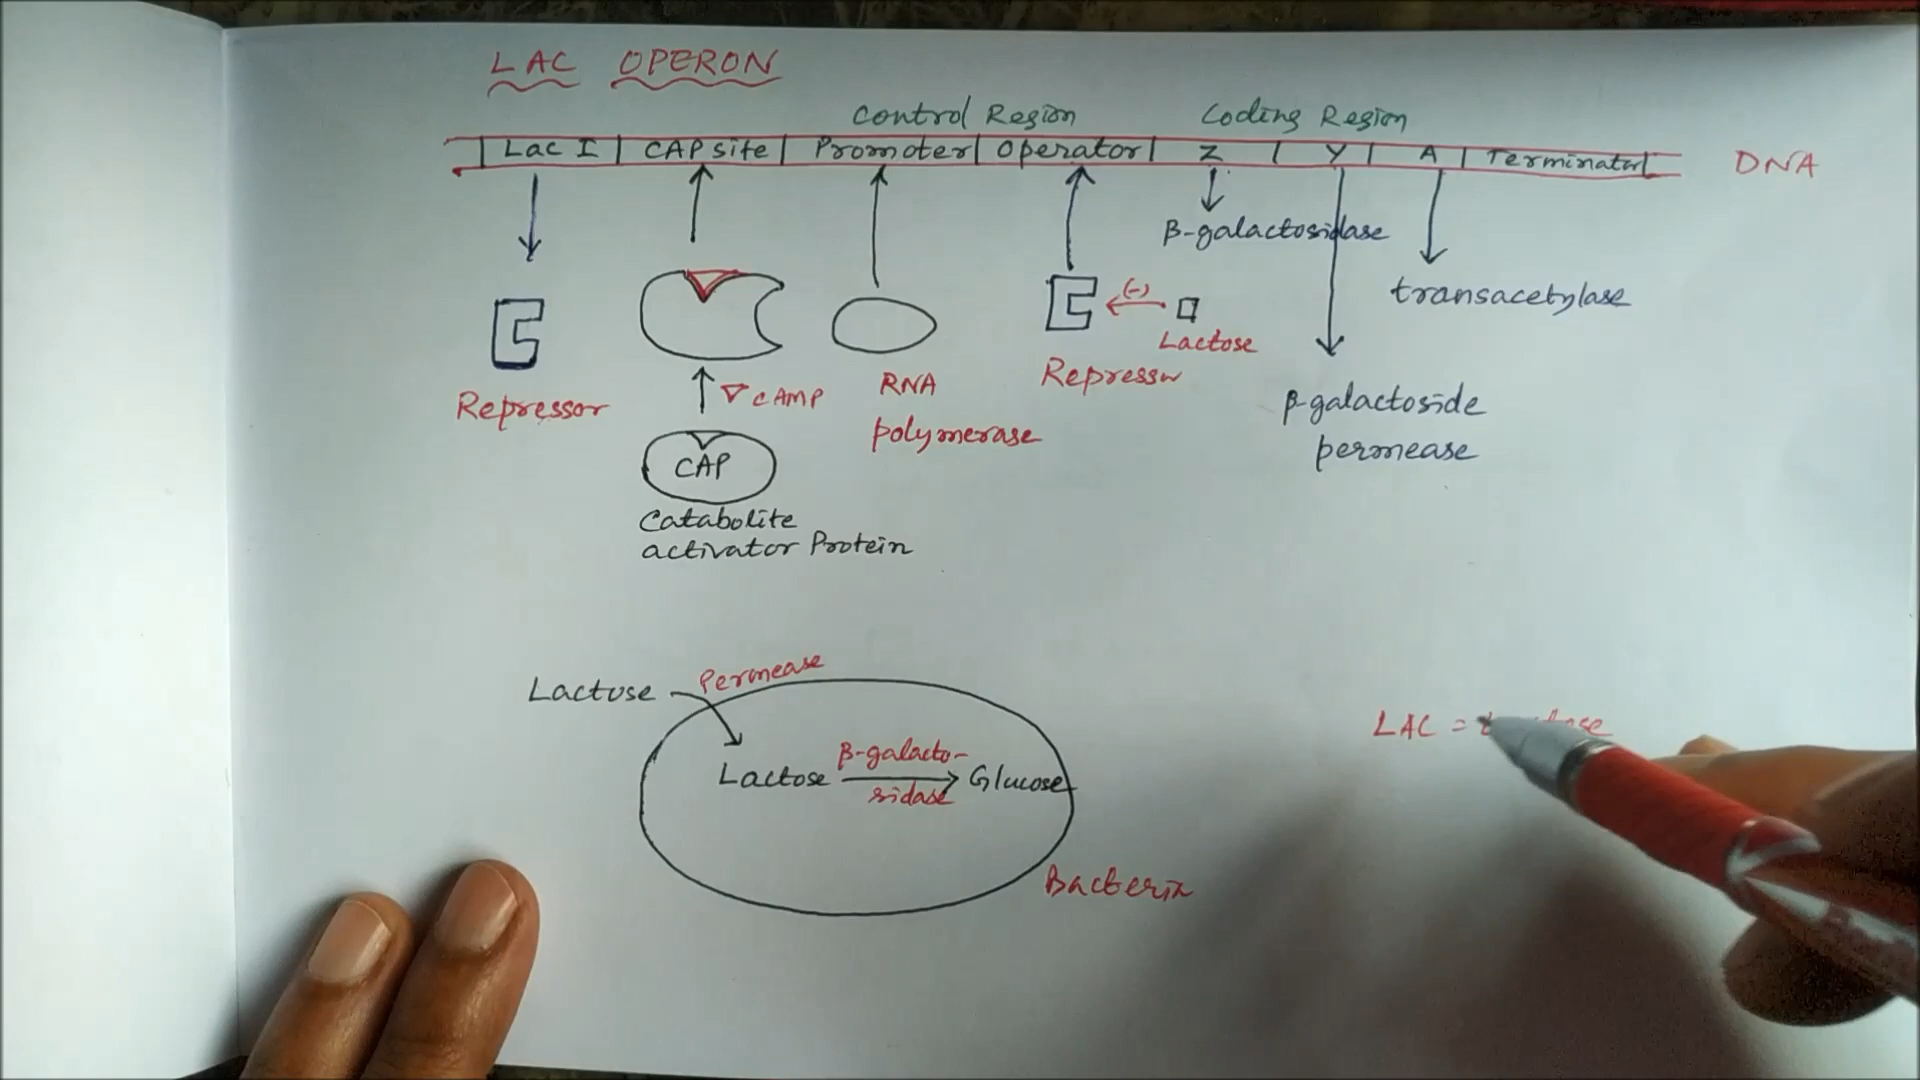 LAC OPERON
Control Region
Coding Region
Lac I | CAP site | Promoter | Operator | Z | Y | A | Terminator
DNA
β-galactosidase
transacetylase
(-)
Lactose
Repressor
Repressor
cAMP
RNA
polymerase
β-galactoside
permease
CAP
Catabolite
activator Protein
Lactose
Permease
Lactose
β-galacto-
sidase
Glucose
Bacteria
LAC =